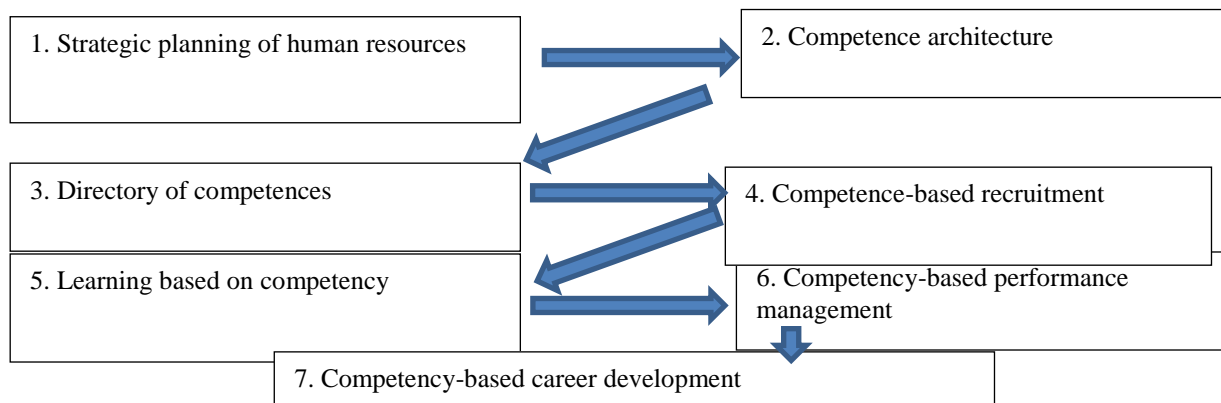 1. Strategic planning of human resources
2. Competence architecture
3. Directory of competences
4. Competence-based recruitment
5. Learning based on competency
6. Competency-based performance
management
7. Competency-based career development